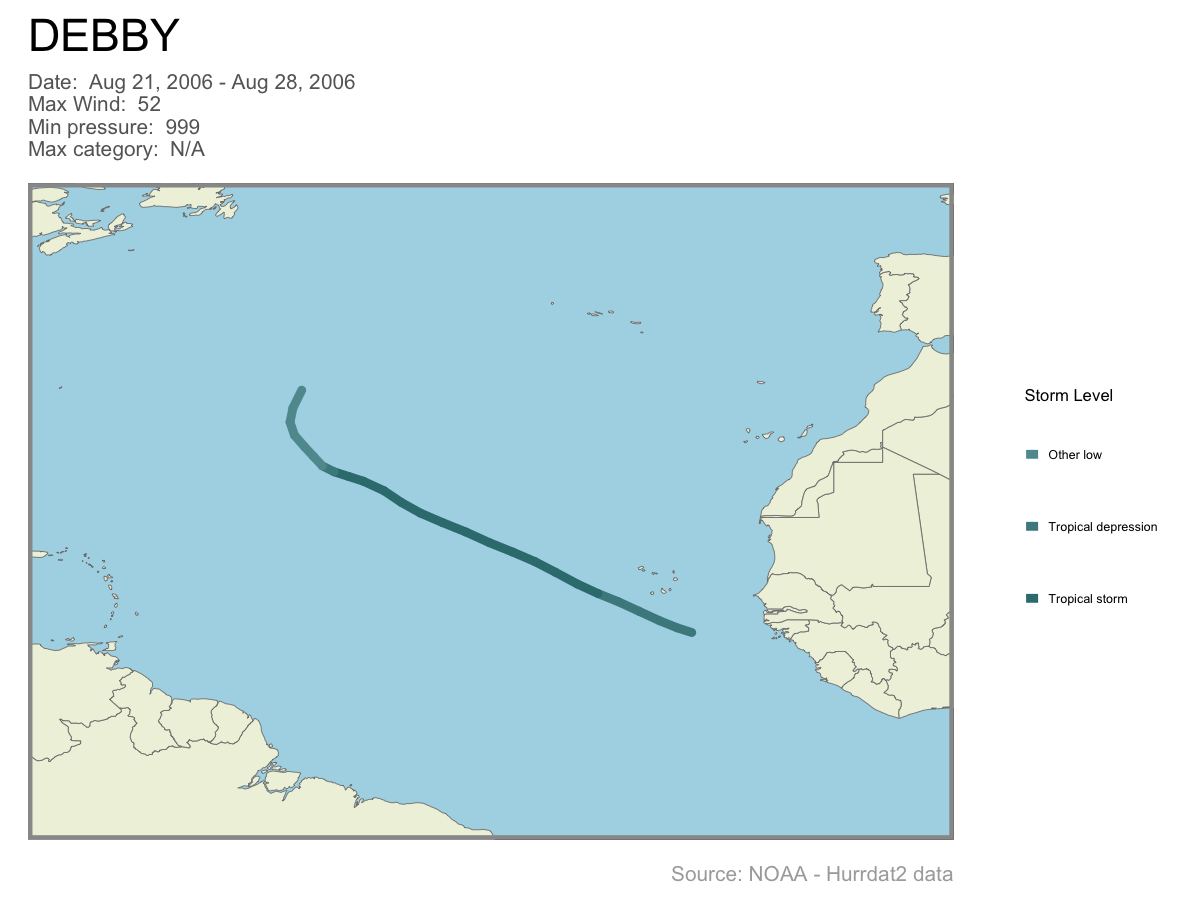 DEBBY
Date:  Aug 21, 2006 - Aug 28, 2006
Max Wind:  52
Min pressure:  999
Max category:  N/A
Storm Level
Other low
Tropical depression
Tropical storm
Source: NOAA - Hurrdat2 data